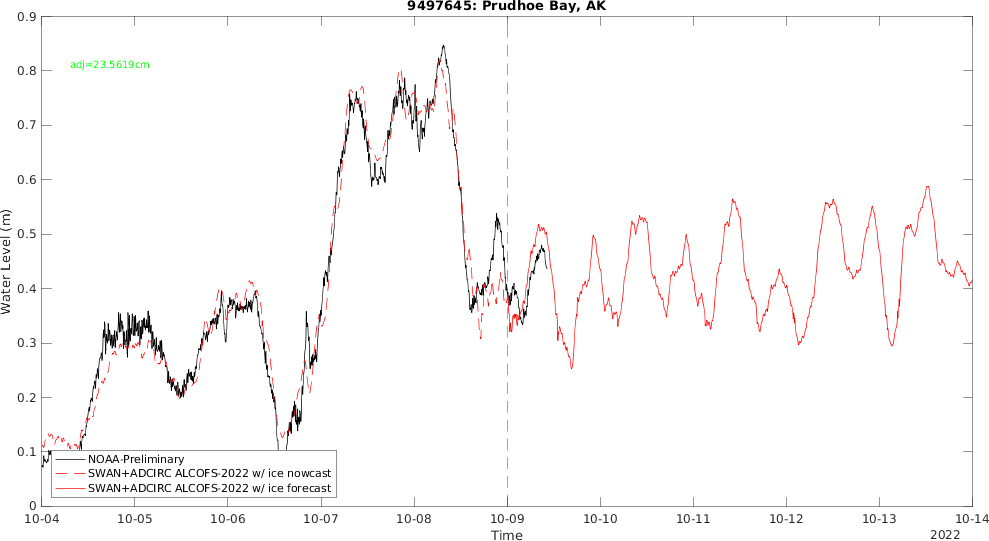 9497645: Prudhoe Bay, AK
0.9
adj=23.5619cm
0.8
0.7
0.6
0.5
0.4
0.3
0.2
0.1
0
Water Level (m)
NOAA-Preliminary
SWAN+ADCIRC ALCOFS-2022 w/ ice nowcast
SWAN+ADCIRC ALCOFS-2022 w/ ice forecast
10-04 10-05 10-06 10-07 10-08 10-09 10-10 10-11 10-12 10-13 10-14
Time
2022